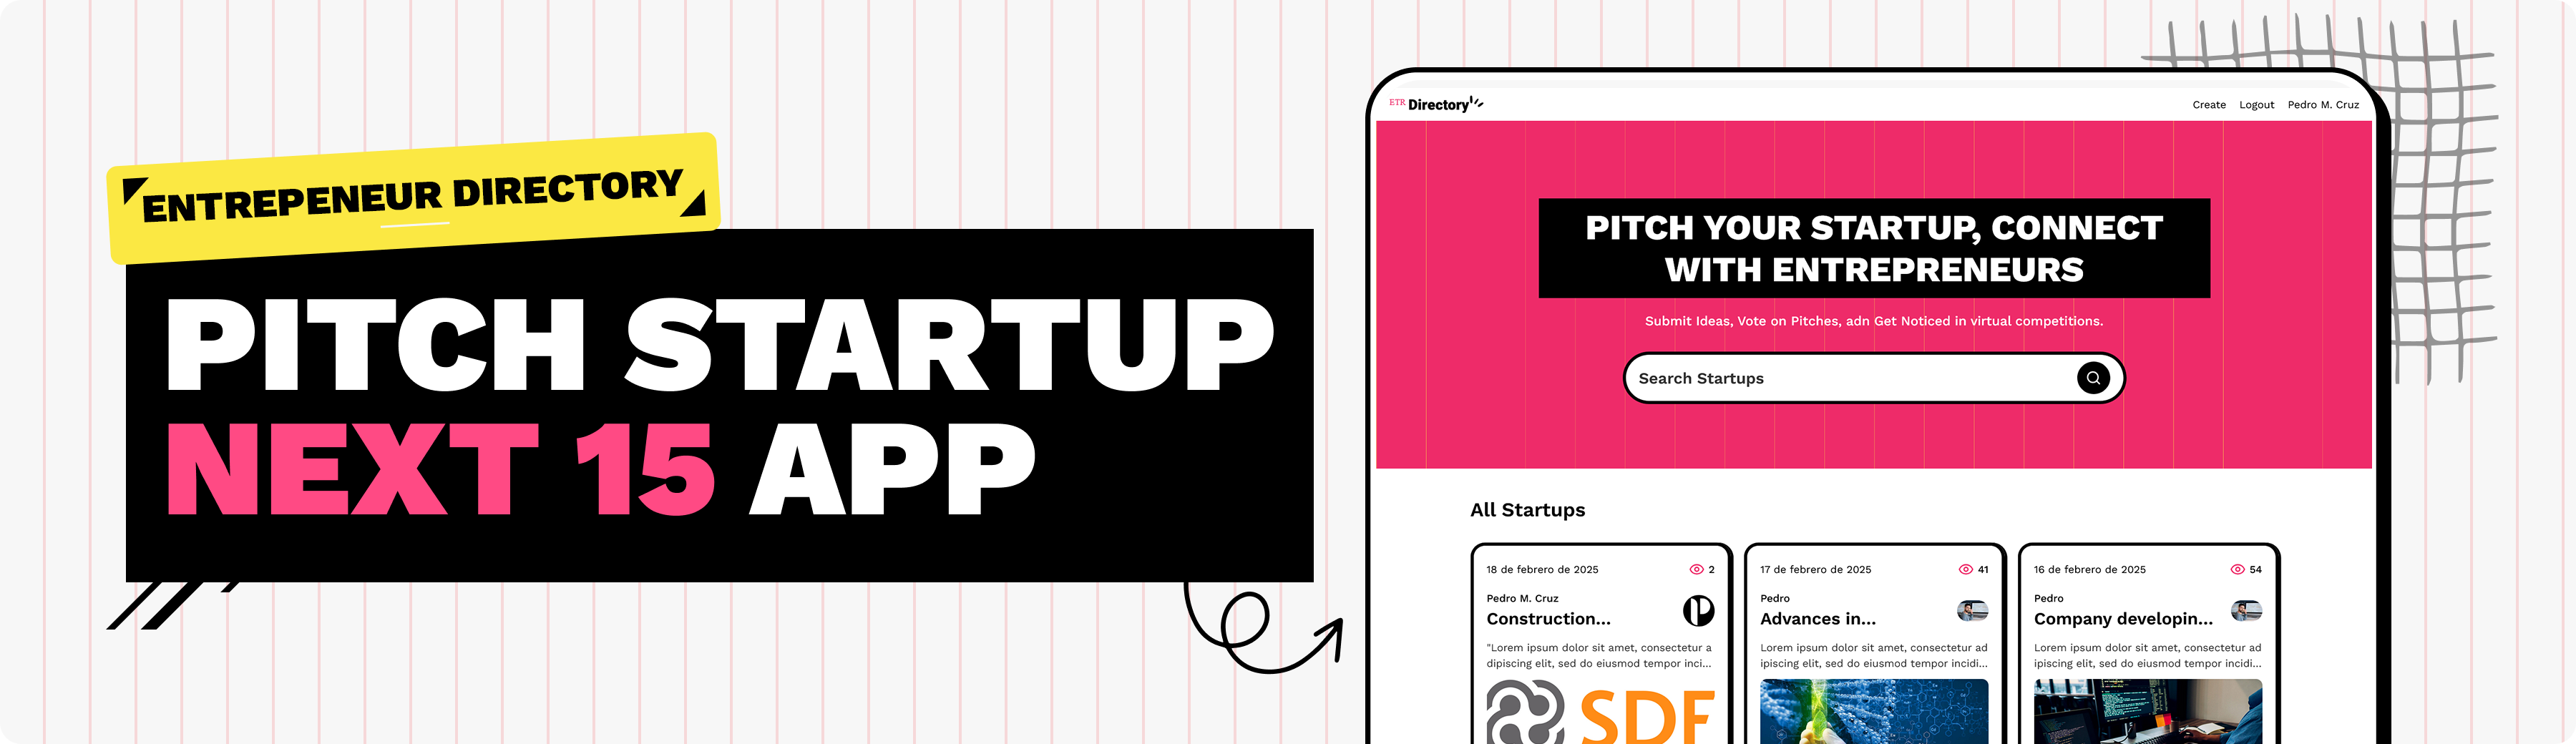 ENTREPENEUR DIRECTORY
PITCH STARTUP
NEXT 15 APP
ETR Directory
Create Logout Pedro M. Cruz
PITCH YOUR STARTUP, CONNECT
WITH ENTREPRENEURS
Submit Ideas, Vote on Pitches, adn Get Noticed in virtual competitions.
Search Startups
All Startups
18 de febrero de 2025 2
Pedro M. Cruz
Construction...
"Lorem ipsum dolor sit amet, consectetur a
dipiscing elit, sed do eiusmod tempor inci...
SDF
17 de febrero de 2025 41
Pedro
Advances in...
Lorem ipsum dolor sit amet, consectetur ad
ipiscing elit, sed do eiusmod tempor incidi...
16 de febrero de 2025 54
Pedro
Company developin...
Lorem ipsum dolor sit amet, consectetur ad
ipiscing elit, sed do eiusmod tempor incidi...